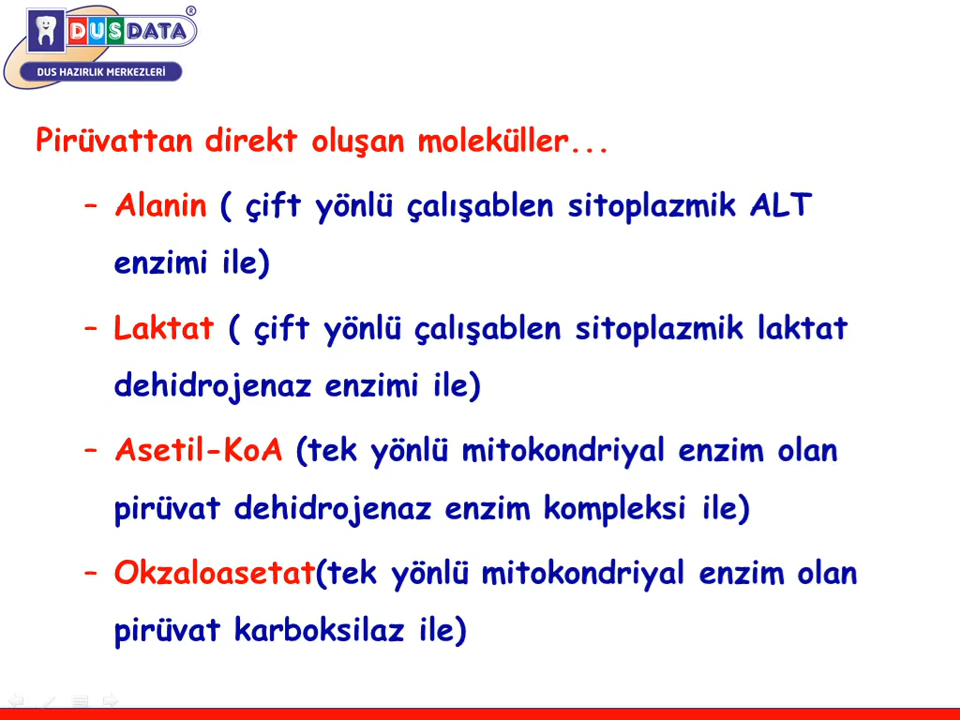 DUSDATA®
DUS HAZIRLIK MERKEZLERİ
Pirüvattan direkt oluşan moleküller...
– Alanin ( çift yönlü çalışablen sitoplazmik ALT
enzimi ile)
– Laktat ( çift yönlü çalışablen sitoplazmik laktat
dehidrojenaz enzimi ile)
– Asetil-KoA (tek yönlü mitokondriyal enzim olan
pirüvat dehidrojenaz enzim kompleksi ile)
– Okzaloasetat(tek yönlü mitokondriyal enzim olan
pirüvat karboksilaz ile)